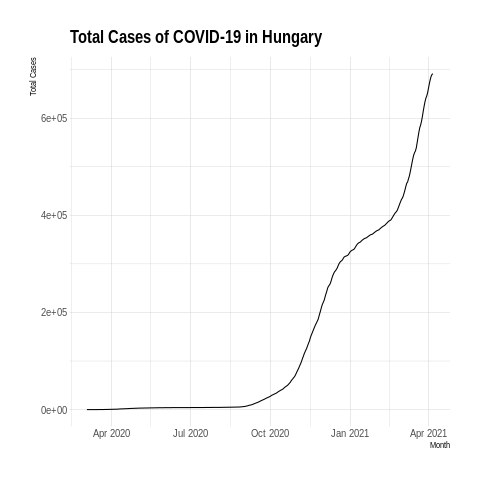 Total Cases of COVID-19 in Hungary
Total Cases
6e+05
4e+05
2e+05
0e+00
Apr 2020 Jul 2020 Oct 2020 Jan 2021 Apr 2021
Month